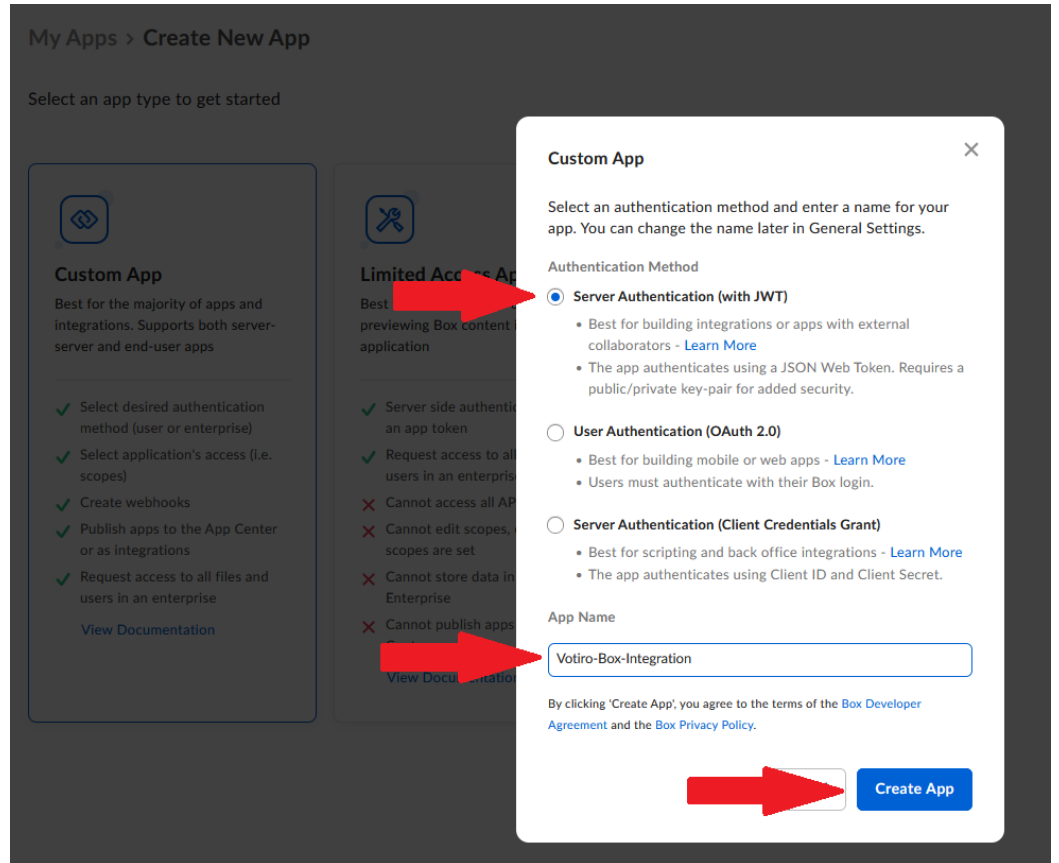 My Apps > Create New App
Select an app type to get started
Custom App
Best for the majority of apps and
integrations. Supports both server-
server and end-user apps
Select desired authentication
method (user or enterprise)
Select application's access (i.e.
scopes)
Create webhooks
Publish apps to the App Center
or as integrations
Request access to all files and
users in an enterprise
View Documentation
Limited Access
Best
previewing Box content
application
Server side
an app token
Request access to all
users in an
Cannot access all
Cannot edit scopes,
scopes are set
Cannot store data in
Enterprise
Cannot publish apps
View
Custom App
Select an authentication method and enter a name for your
app. You can change the name later in General Settings.
Authentication Method
Server Authentication (with JWT)
• Best for building integrations or apps with external
collaborators - Learn More
• The app authenticates using a JSON Web Token. Requires a
public/private key-pair for added security.
User Authentication (OAuth 2.0)
• Best for building mobile or web apps - Learn More
• Users must authenticate with their Box login.
Server Authentication (Client Credentials Grant)
• Best for scripting and back office integrations - Learn More
• The app authenticates using Client ID and Client Secret.
App Name
Votiro-Box-Integration
By clicking 'Create App', you agree to the terms of the Box Developer
Agreement and the Box Privacy Policy.
Create App